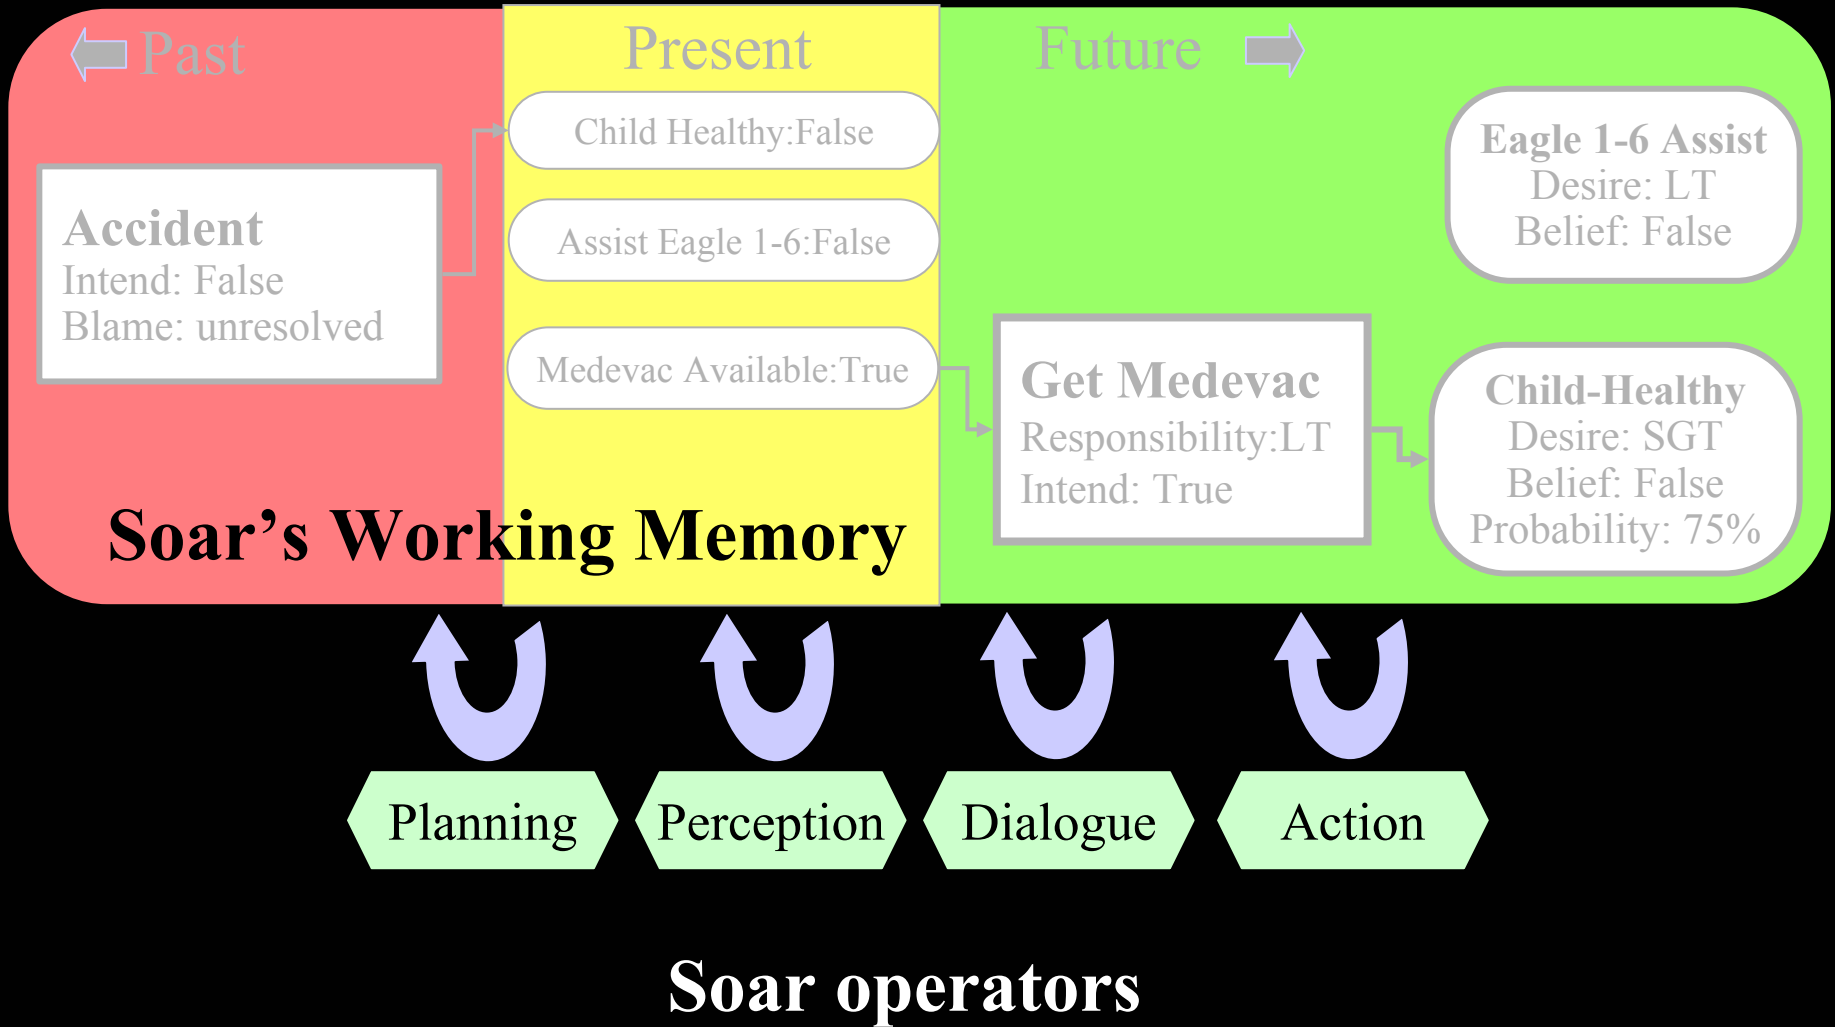 Past
Present
Future
Accident
Intend: False
Blame: unresolved
Child Healthy:False
Assist Eagle 1-6:False
Medevac Available:True
Get Medevac
Responsibility:LT
Intend: True
Eagle 1-6 Assist
Desire: LT
Belief: False
Child-Healthy
Desire: SGT
Belief: False
Probability: 75%
Soar’s Working Memory
Planning
Perception
Dialogue
Action
Soar operators